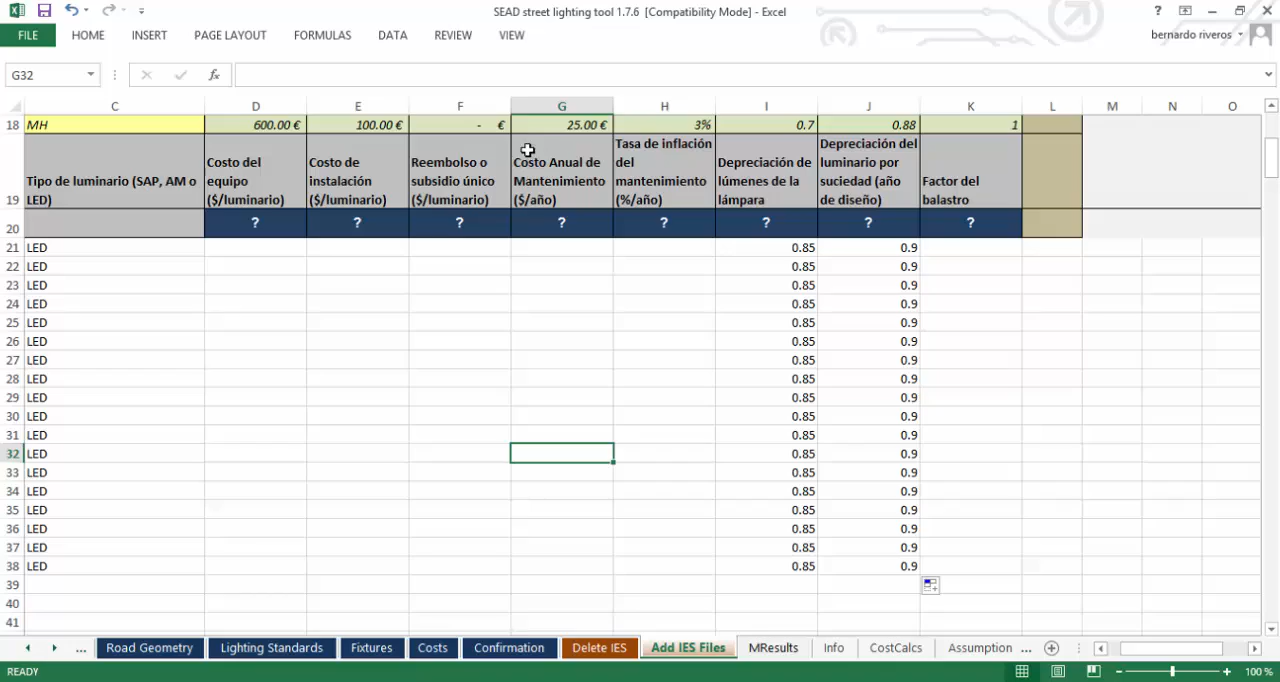 SEAD street lighting tool 1.7.6 [Compatibility Mode] - Excel
?
FILE HOME INSERT PAGE LAYOUT FORMULAS DATA REVIEW VIEW
bernardo riveros
G32
fx
C D E F G H I J K L M N O
18 MH 600.00 € 100.00 € - € 25.00 € 3% 0.7 0.88 1
19
Tipo de luminario (SAP, AM o
LED)
Costo del
equipo
($/luminario)
Costo de
instalación
($/luminario)
Reembolso o
subsidio único
($/luminario)
Costo Anual de
Mantenimiento
($/año)
Tasa de inflación
del
mantenimiento
(%/año)
Depreciación de
lúmenes de la
lámpara
Depreciación del
luminario por
suciedad (año
de diseño)
Factor del
balastro
20 ? ? ? ? ? ? ? ?
21 LED 0.85 0.9
22 LED 0.85 0.9
23 LED 0.85 0.9
24 LED 0.85 0.9
25 LED 0.85 0.9
26 LED 0.85 0.9
27 LED 0.85 0.9
28 LED 0.85 0.9
29 LED 0.85 0.9
30 LED 0.85 0.9
31 LED 0.85 0.9
32 LED 0.85 0.9
33 LED 0.85 0.9
34 LED 0.85 0.9
35 LED 0.85 0.9
36 LED 0.85 0.9
37 LED 0.85 0.9
38 LED 0.85 0.9
39
40
41
... Road Geometry Lighting Standards Fixtures Costs Confirmation Delete IES Add IES Files MResults Info CostCalcs Assumption ...
READY
100 %